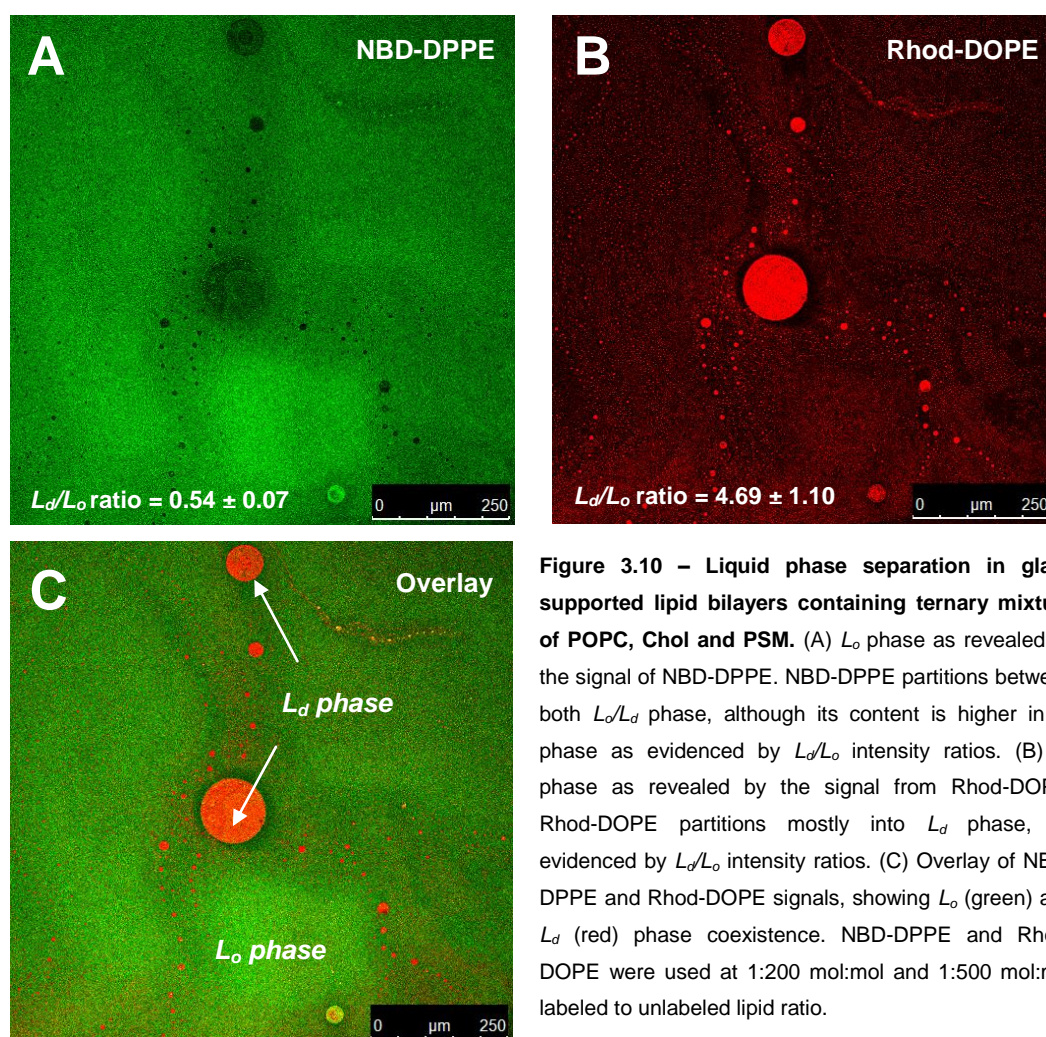 A
NBD-DPPE
Ld/Lo ratio = 0.54 ± 0.07
0 µm 250
B
Rhod-DOPE
Ld/Lo ratio = 4.69 ± 1.10
0 µm 250
C
Overlay
Ld phase
Lo phase
0 µm 250
Figure 3.10 – Liquid phase separation in gla
supported lipid bilayers containing ternary mixtu
of POPC, Chol and PSM. (A) Lo phase as revealed
the signal of NBD-DPPE. NBD-DPPE partitions betwe
both Lo/Ld phase, although its content is higher in
phase as evidenced by Ld/Lo intensity ratios. (B)
phase as revealed by the signal from Rhod-DOP
Rhod-DOPE partitions mostly into Ld phase,
evidenced by Ld/Lo intensity ratios. (C) Overlay of NB
DPPE and Rhod-DOPE signals, showing Lo (green) a
Ld (red) phase coexistence. NBD-DPPE and Rho
DOPE were used at 1:200 mol:mol and 1:500 mol:m
labeled to unlabeled lipid ratio.